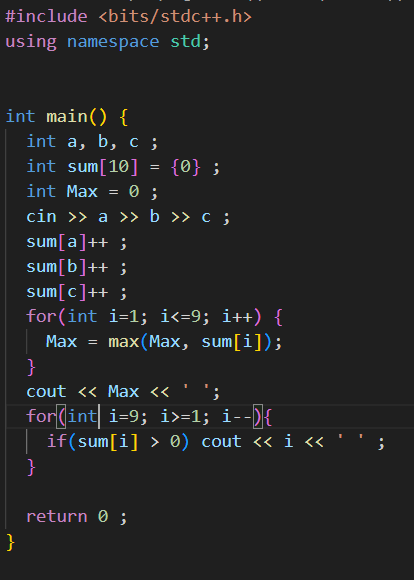 #include <bits/stdc++.h>
using namespace std;
int main() {
int a, b, c ;
int sum[10] = {0} ;
int Max = 0 ;
cin >> a >> b >> c ;
sum[a]++ ;
sum[b]++ ;
sum[c]++ ;
for(int i=1; i<=9; i++) {
Max = max(Max, sum[i]);
}
cout << Max << ' ';
for(int i=9; i>=1; i--){
if(sum[i] > 0) cout << i << ' ' ;
}
return 0 ;
}